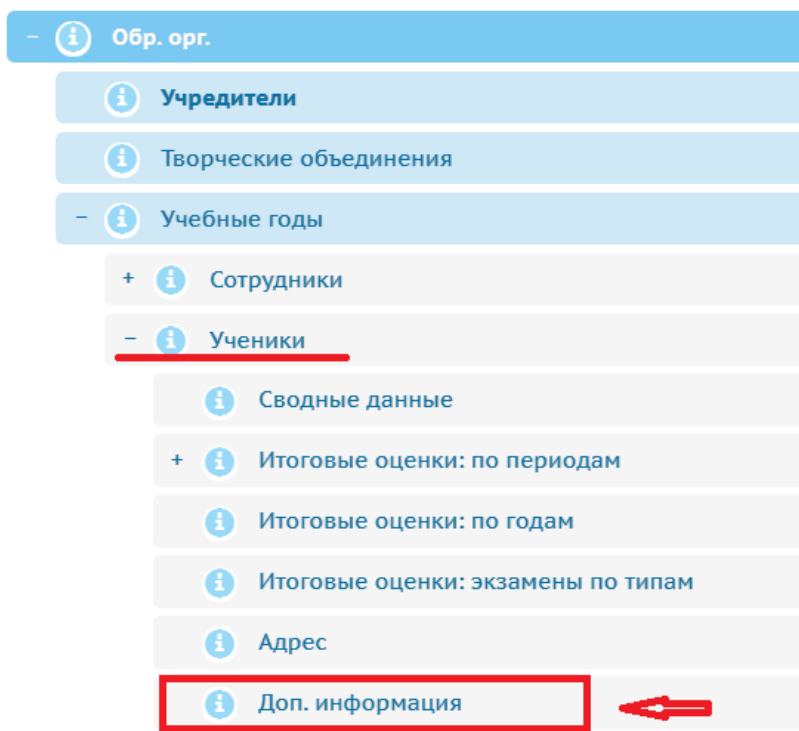 – Обр. орг.
Учредители
Творческие объединения
– Учебные годы
+ Сотрудники
– Ученики
Сводные данные
+ Итоговые оценки: по периодам
Итоговые оценки: по годам
Итоговые оценки: экзамены по типам
Адрес
Доп. информация